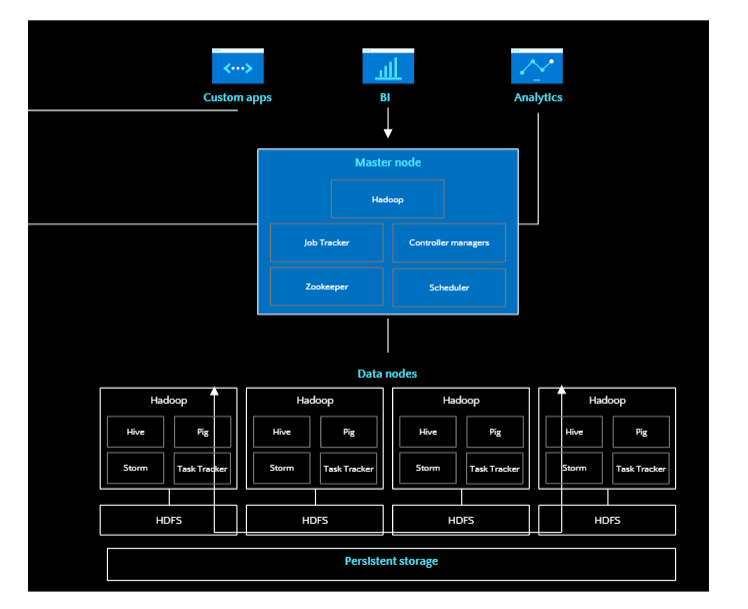 Custom apps
BI
Analytics
Master node
Hadoop
Job Tracker
Controller managers
Zookeeper
Scheduler
Data nodes
Hadoop
Hive
Pig
Storm
Task Tracker
HDFS
Hadoop
Hive
Pig
Storm
Task Tracker
HDFS
Hadoop
Hive
Pig
Storm
Task Tracker
HDFS
Hadoop
Hive
Pig
Storm
Task Tracker
HDFS
Persistent storage